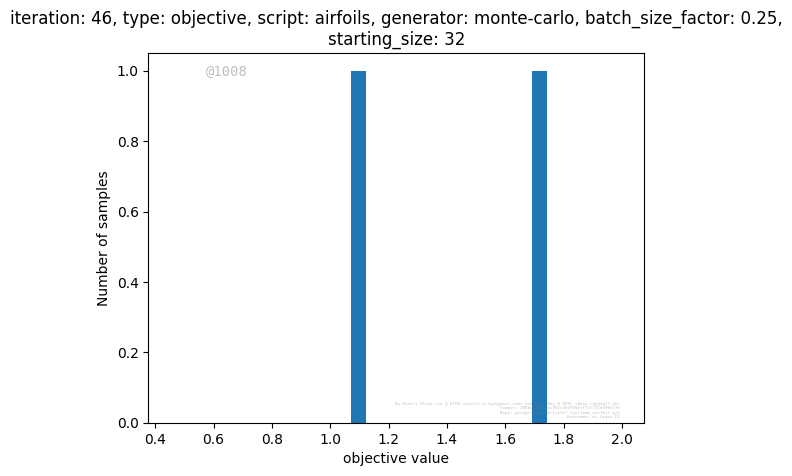 iteration: 46, type: objective, script: airfoils, generator: monte-carlo, batch_size_factor: 0.25,
starting_size: 32
@1008
1.0
0.8
0.6
0.4
0.2
0.0
Number of samples
0.4 0.6 0.8 1.0 1.2 1.4 1.6 1.8 2.0
objective value